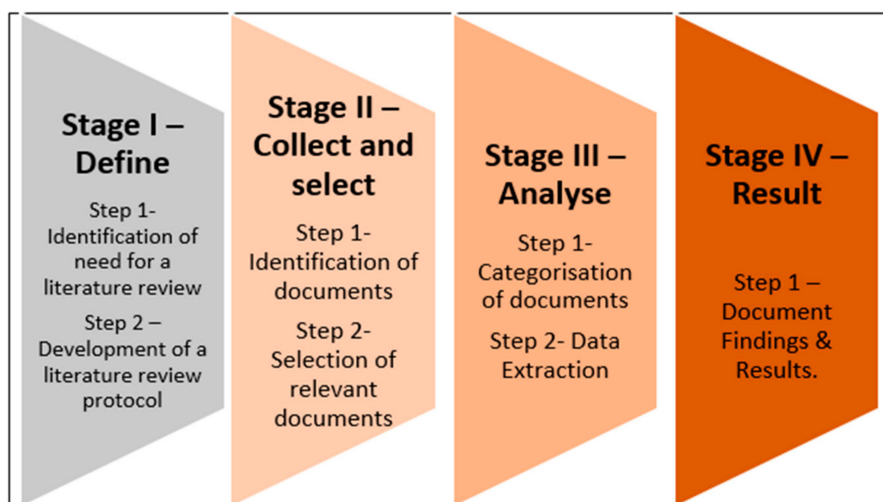 Stage I –
Define
Step 1-
Identification of
need for a
literature review
Step 2 –
Development of a
literature review
protocol
Stage II –
Collect and
select
Step 1-
Identification of
documents
Step 2-
Selection of
relevant
documents
Stage III –
Analyse
Step 1-
Categorisation
of documents
Step 2- Data
Extraction
Stage IV –
Result
Step 1 –
Document
Findings &
Results.